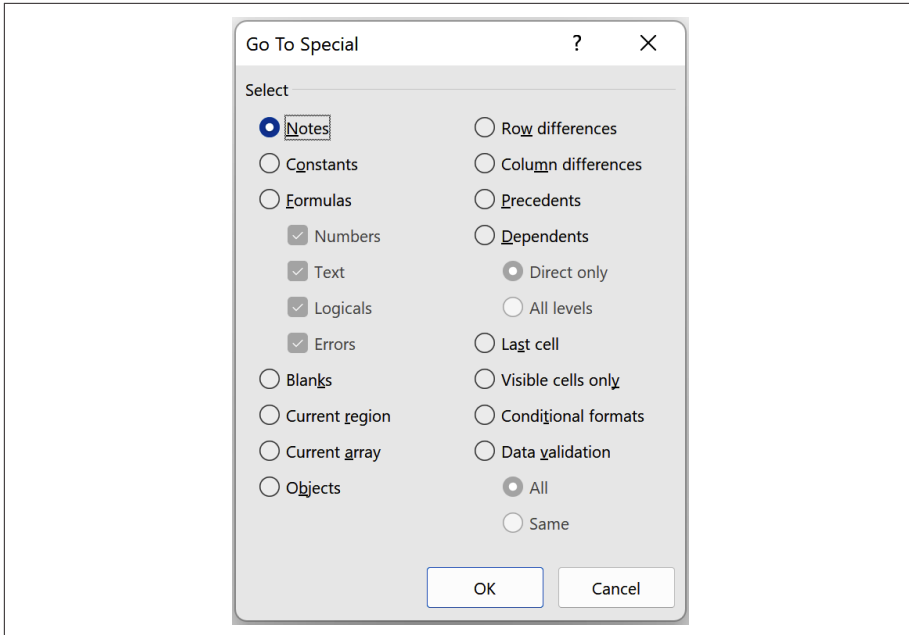 Go To Special ?
Select
Notes
Constants
Formulas
Numbers
Text
Logicals
Errors
Blanks
Current region
Current array
Objects
Row differences
Column differences
Precedents
Dependents
Direct only
All levels
Last cell
Visible cells only
Conditional formats
Data validation
All
Same
OK
Cancel